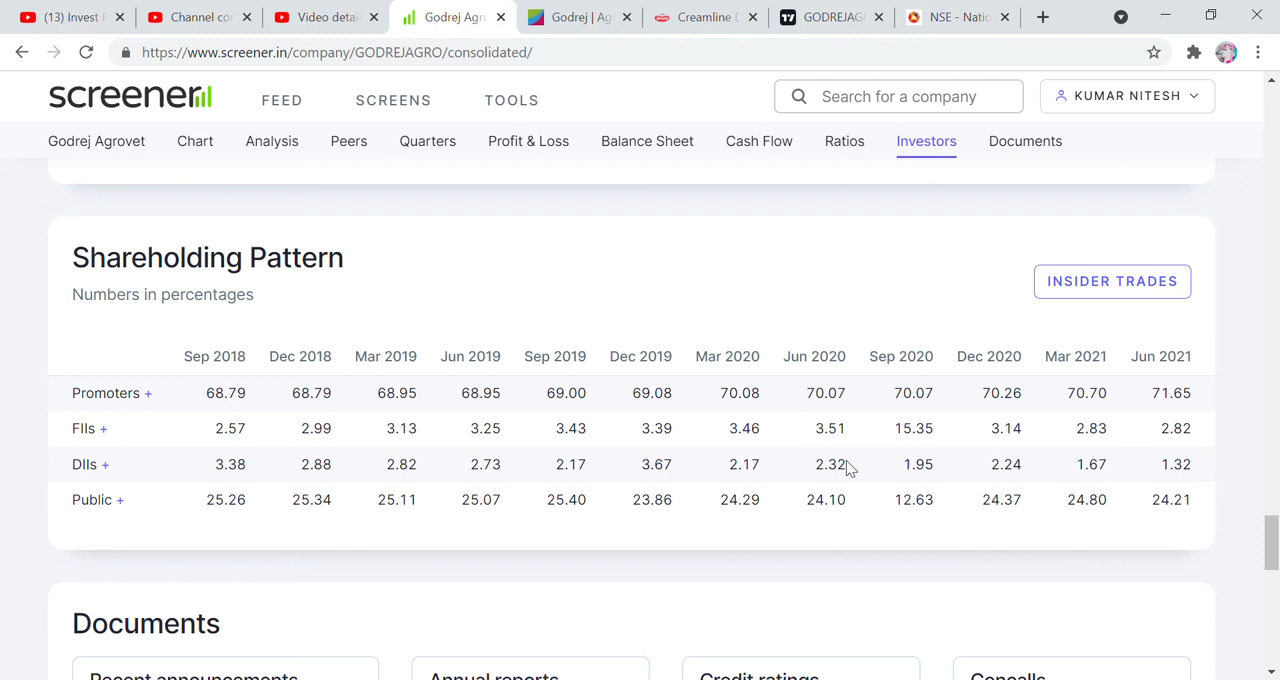 (13) Invest
Channel co
Video detai
Godrej Agr
Godrej | Ag
Creamline
GODREJAG
NSE - Natio
https://www.screener.in/company/GODREJAGRO/consolidated/
screener
FEED SCREENS TOOLS
Search for a company
KUMAR NITESH
Godrej Agrovet Chart Analysis Peers Quarters Profit & Loss Balance Sheet Cash Flow Ratios Investors Documents
Shareholding Pattern
Numbers in percentages
INSIDER TRADES
Sep 2018 Dec 2018 Mar 2019 Jun 2019 Sep 2019 Dec 2019 Mar 2020 Jun 2020 Sep 2020 Dec 2020 Mar 2021 Jun 2021
Promoters + 68.79 68.79 68.95 68.95 69.00 69.08 70.08 70.07 70.07 70.26 70.70 71.65
FIIs + 2.57 2.99 3.13 3.25 3.43 3.39 3.46 3.51 15.35 3.14 2.83 2.82
DIIs + 3.38 2.88 2.82 2.73 2.17 3.67 2.17 2.32 1.95 2.24 1.67 1.32
Public + 25.26 25.34 25.11 25.07 25.40 23.86 24.29 24.10 12.63 24.37 24.80 24.21
Documents
Recent announcements Annual reports Credit ratings Concalls